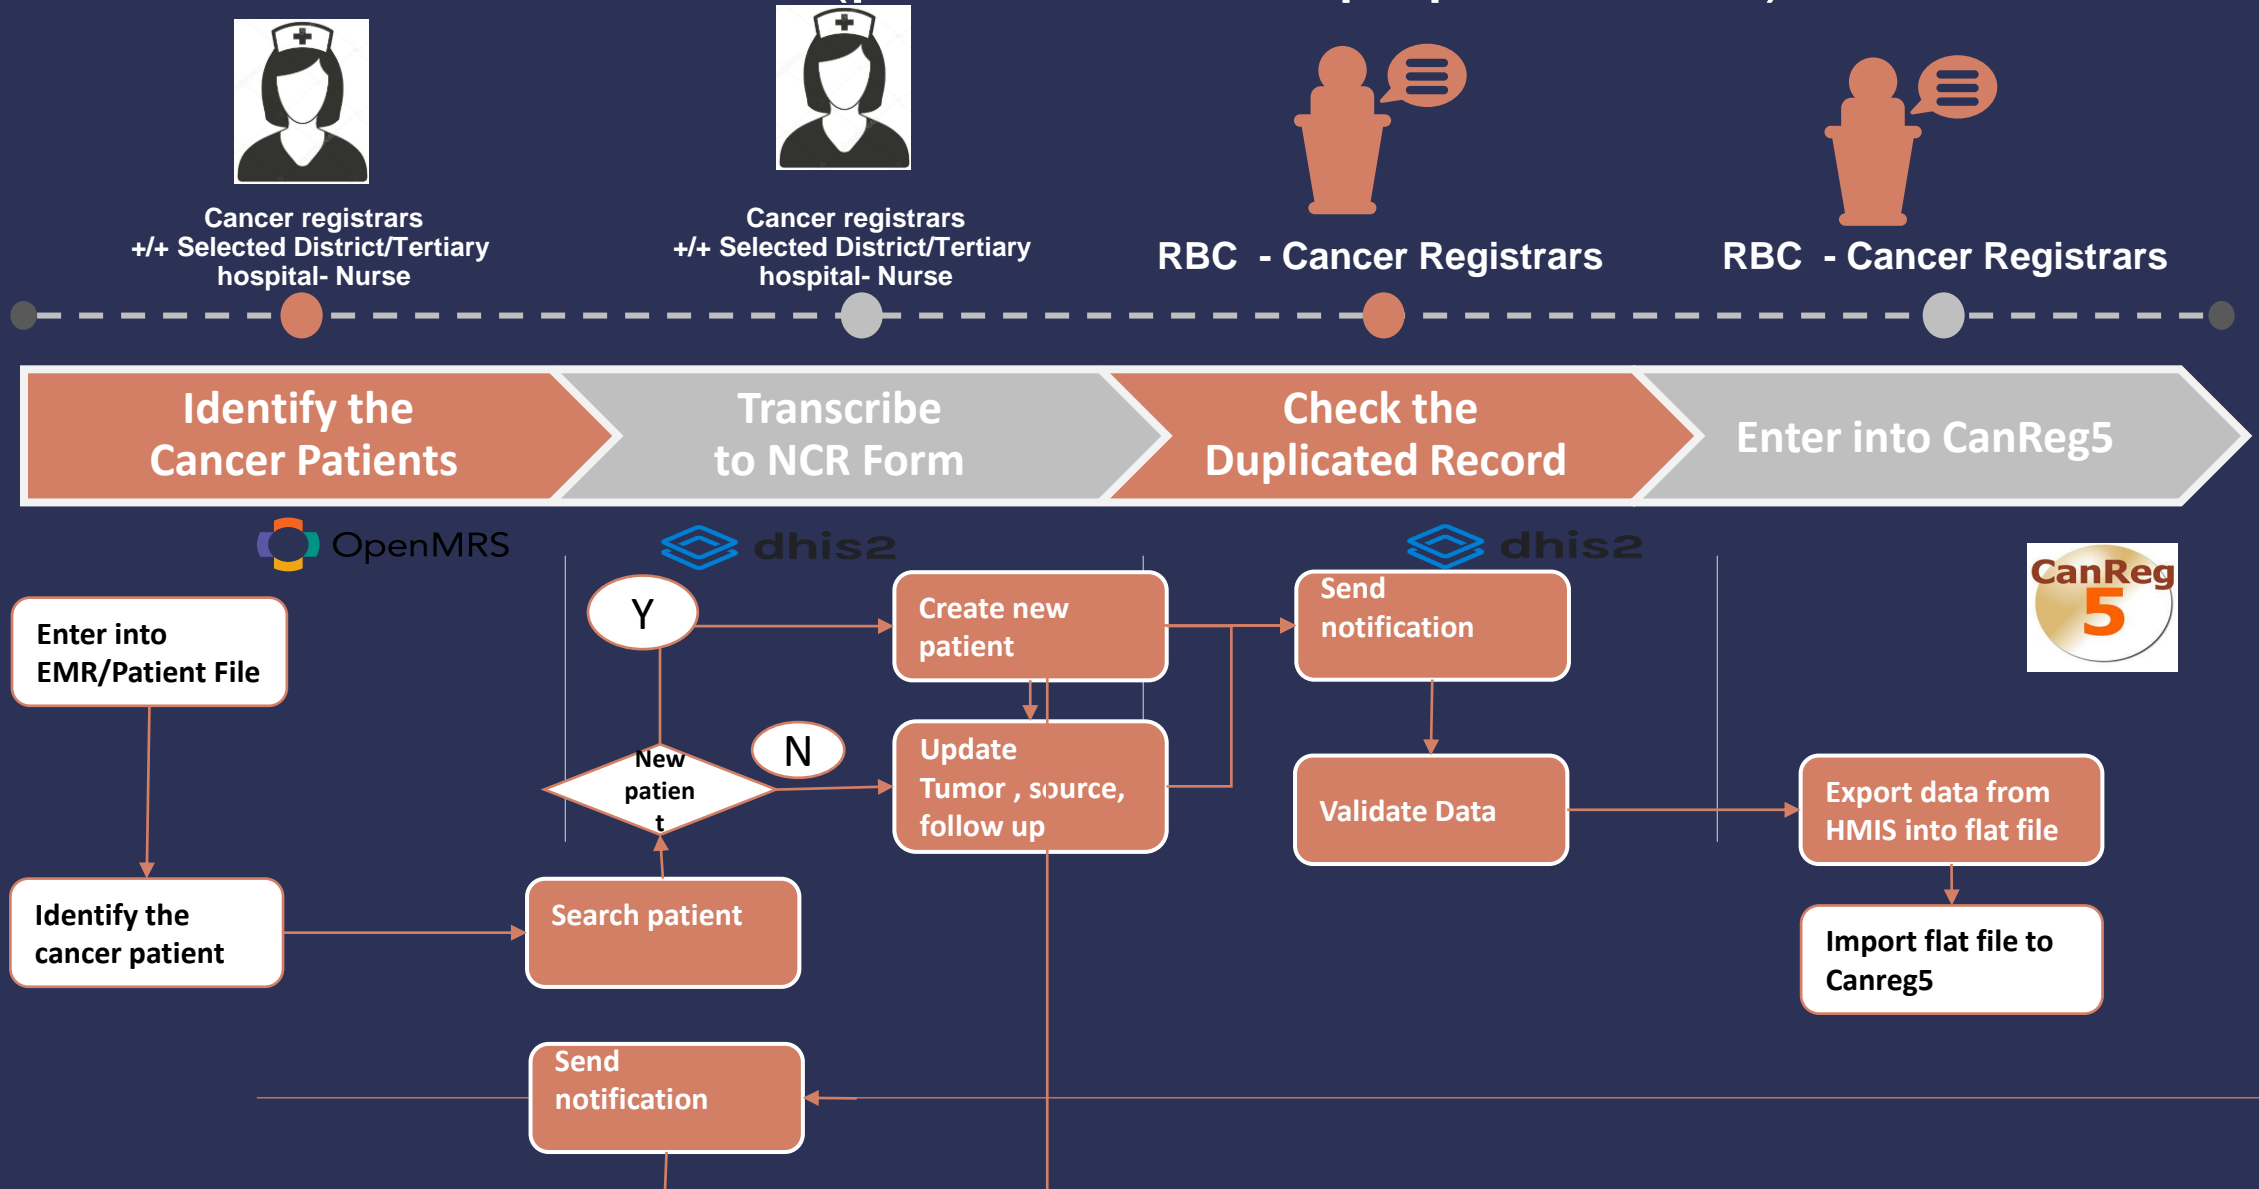 Cancer registrars
+/+ Selected District/Tertiary
hospital- Nurse
Cancer registrars
+/+ Selected District/Tertiary
hospital- Nurse
RBC - Cancer Registrars
RBC - Cancer Registrars
Identify the
Cancer Patients
Transcribe
to NCR Form
Check the
Duplicated Record
Enter into CanReg5
OpenMRS
dhis2
dhis2
CanReg
5
Enter into
EMR/Patient File
Identify the
cancer patient
Y
N
New
patien
t
Search patient
Create new
patient
Update
Tumor , source,
follow up
Send
notification
Validate Data
Export data from
HMIS into flat file
Import flat file to
Canreg5
Send
notification